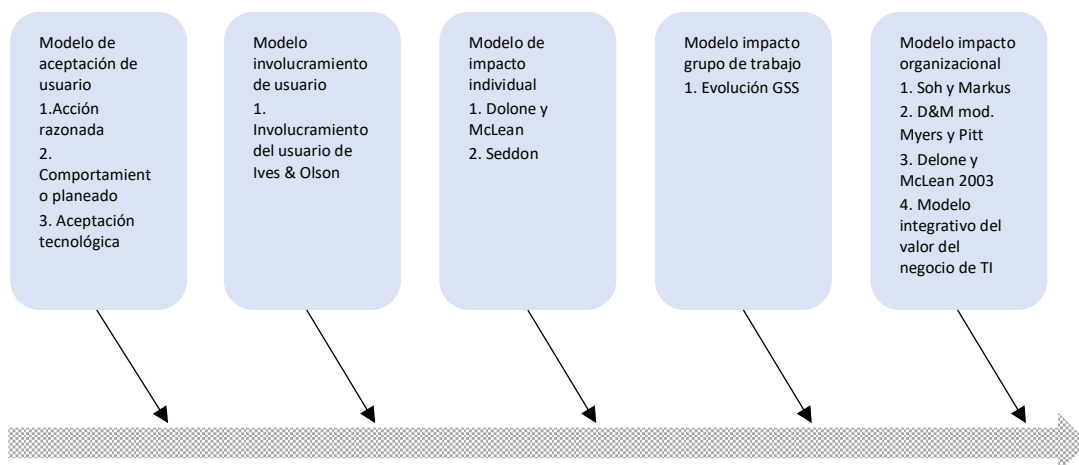 Modelo de
aceptación de
usuario
1.Acción
razonada
2.
Comportamient
o planeado
3. Aceptación
tecnológica
Modelo
involucramiento
de usuario
1.
Involucramiento
del usuario de
Ives & Olson
Modelo de
impacto
individual
1. Dolone y
McLean
2. Seddon
Modelo impacto
grupo de trabajo
1. Evolución GSS
Modelo impacto
organizacional
1. Soh y Markus
2. D&M mod.
Myers y Pitt
3. Delone y
McLean 2003
4. Modelo
integrativo del
valor del
negocio de TI